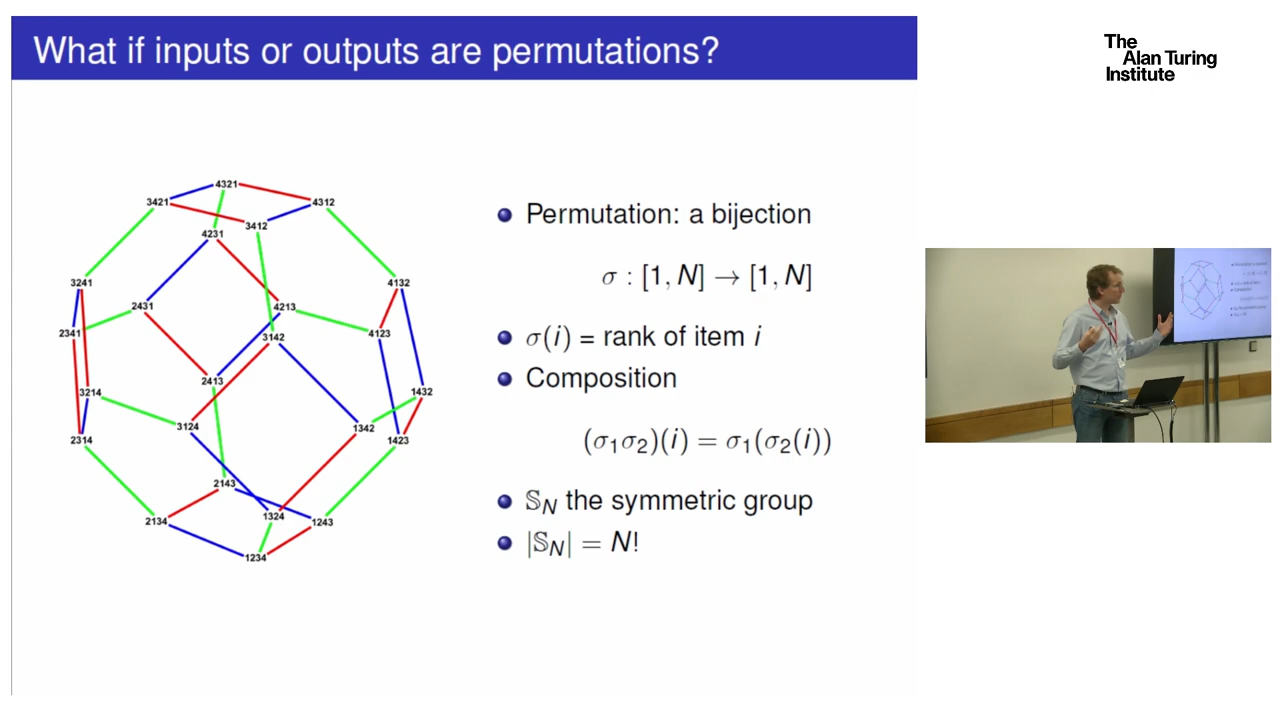 What if inputs or outputs are permutations?
The
Alan Turing
Institute
4321
3421
4312
3412
4231
3241
4132
2431
4213
2341
4123
3142
2413
3214
1432
3124
1342
2314
1423
2143
2134
1324
1243
1234
Permutation: a bijection
σ : [1, N] → [1, N]
σ(i) = rank of item i
Composition
(σ₁σ₂)(i) = σ₁(σ₂(i))
𝕊_N the symmetric group
|𝕊_N| = N!